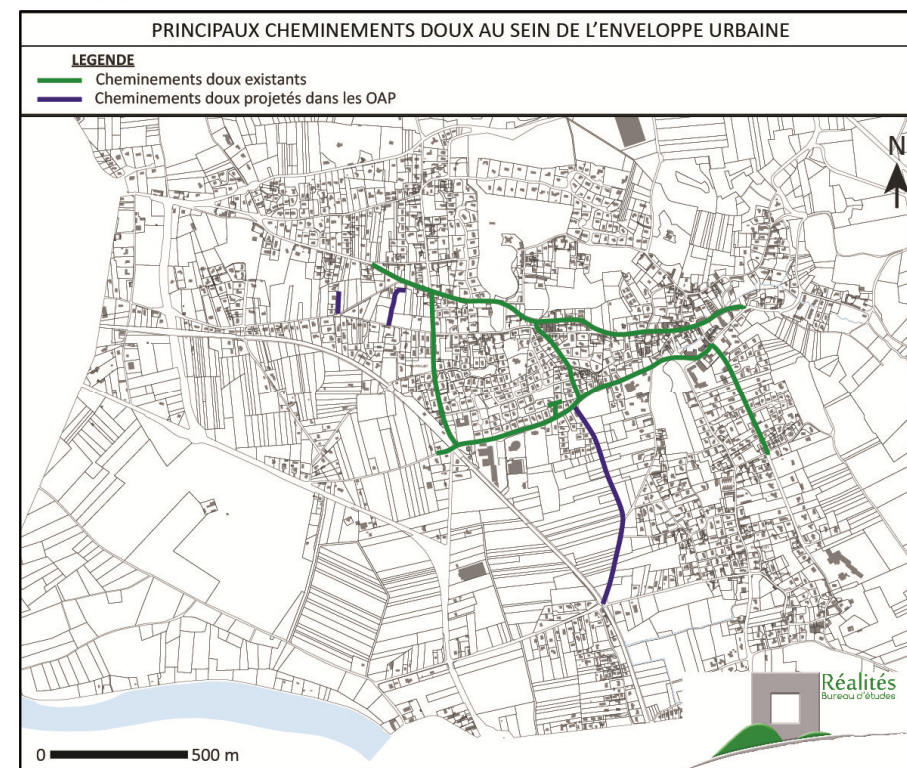 PRINCIPAUX CHEMINEMENTS DOUX AU SEIN DE L'ENVELOPPE URBAINE
LEGENDE
Cheminements doux existants
Cheminements doux projetés dans les OAP
N
Réalités
Bureau d'études
0 500 m